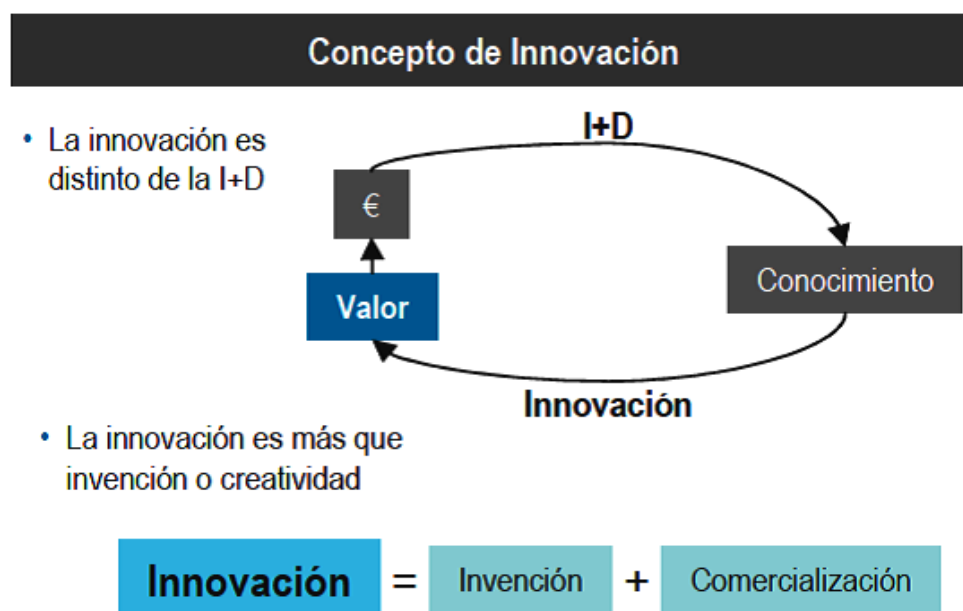 Concepto de Innovación
• La innovación es
distinto de la I+D
I+D
€
Valor
Conocimiento
Innovación
• La innovación es más que
invención o creatividad
Innovación = Invención + Comercialización